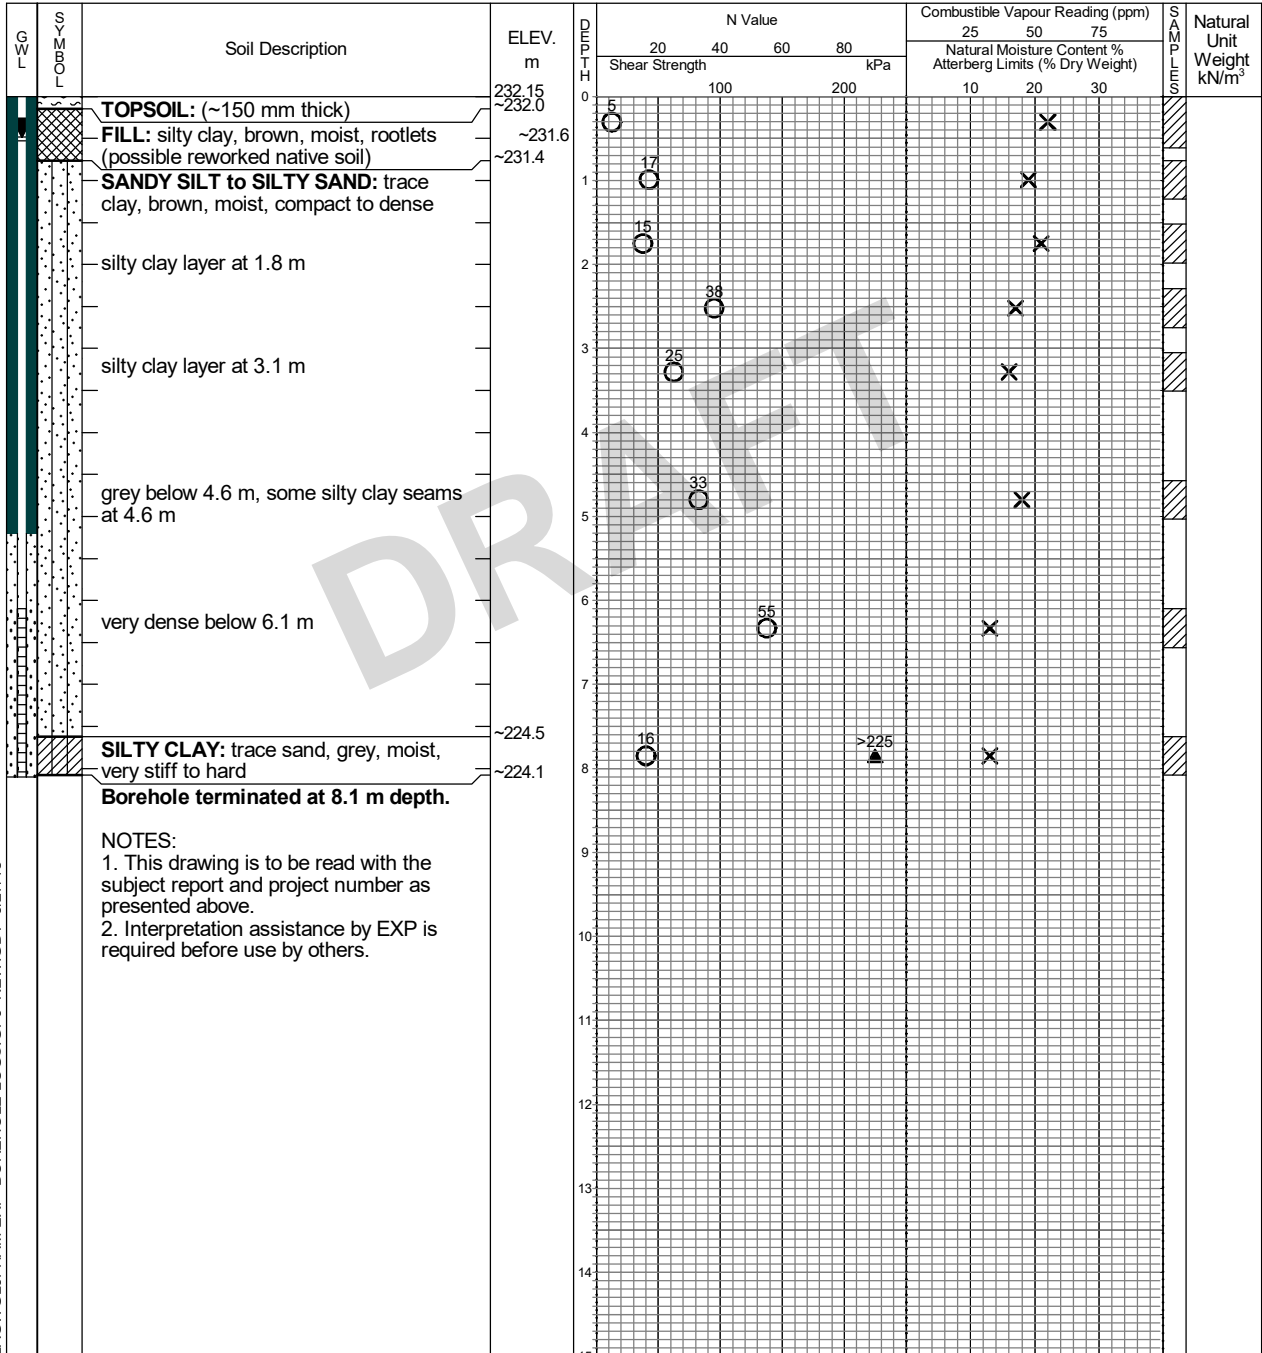 GWL
SYMBOL
Soil Description
ELEV.
m
DEPTH
N Value
20 40 60 80
Shear Strength kPa
100 200
Combustible Vapour Reading (ppm)
25 50 75
Natural Moisture Content %
Atterberg Limits (% Dry Weight)
10 20 30
SAMPLES
Natural
Unit
Weight
kN/m³
232.15
TOPSOIL: (~150 mm thick)
~232.0
FILL: silty clay, brown, moist, rootlets
(possible reworked native soil)
~231.6
~231.4
SANDY SILT to SILTY SAND: trace
clay, brown, moist, compact to dense
silty clay layer at 1.8 m
silty clay layer at 3.1 m
grey below 4.6 m, some silty clay seams
at 4.6 m
very dense below 6.1 m
~224.5
SILTY CLAY: trace sand, grey, moist,
very stiff to hard
~224.1
Borehole terminated at 8.1 m depth.
NOTES:
1. This drawing is to be read with the
subject report and project number as
presented above.
2. Interpretation assistance by EXP is
required before use by others.
0
1
2
3
4
5
6
7
8
9
10
11
12
13
14
5
17
15
38
25
33
55
16
>225
DRAFT